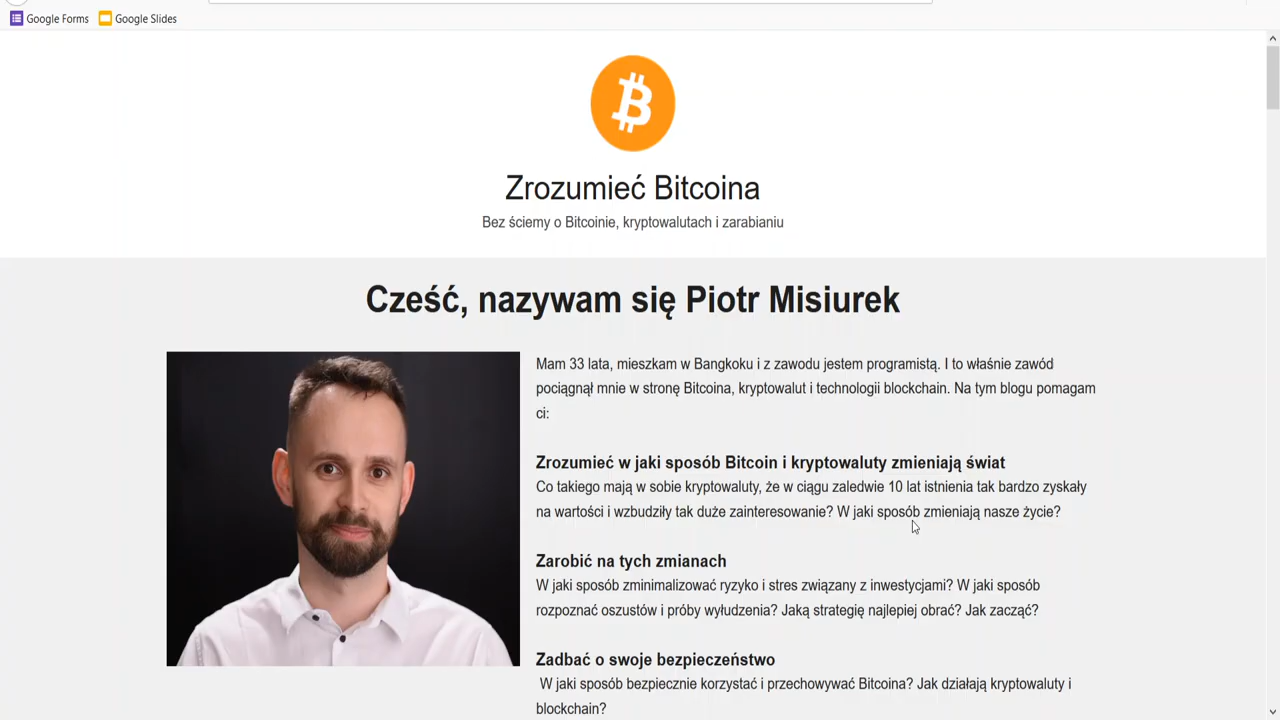 Google Forms Google Slides
Zrozumieć Bitcoina
Bez ściemy o Bitcoinie, kryptowalutach i zarabianiu
Cześć, nazywam się Piotr Misiurek
Mam 33 lata, mieszkam w Bangkoku i z zawodu jestem programistą. I to właśnie zawód
pociągnął mnie w stronę Bitcoina, kryptowalut i technologii blockchain. Na tym blogu pomagam
ci:
Zrozumieć w jaki sposób Bitcoin i kryptowaluty zmieniają świat
Co takiego mają w sobie kryptowaluty, że w ciągu zaledwie 10 lat istnienia tak bardzo zyskały
na wartości i wzbudziły tak duże zainteresowanie? W jaki sposób zmieniają nasze życie?
Zarobić na tych zmianach
W jaki sposób zminimalizować ryzyko i stres związany z inwestycjami? W jaki sposób
rozpoznać oszustów i próby wyłudzenia? Jaką strategię najlepiej obrać? Jak zacząć?
Zadbać o swoje bezpieczeństwo
W jaki sposób bezpiecznie korzystać i przechowywać Bitcoina? Jak działają kryptowaluty i
blockchain?